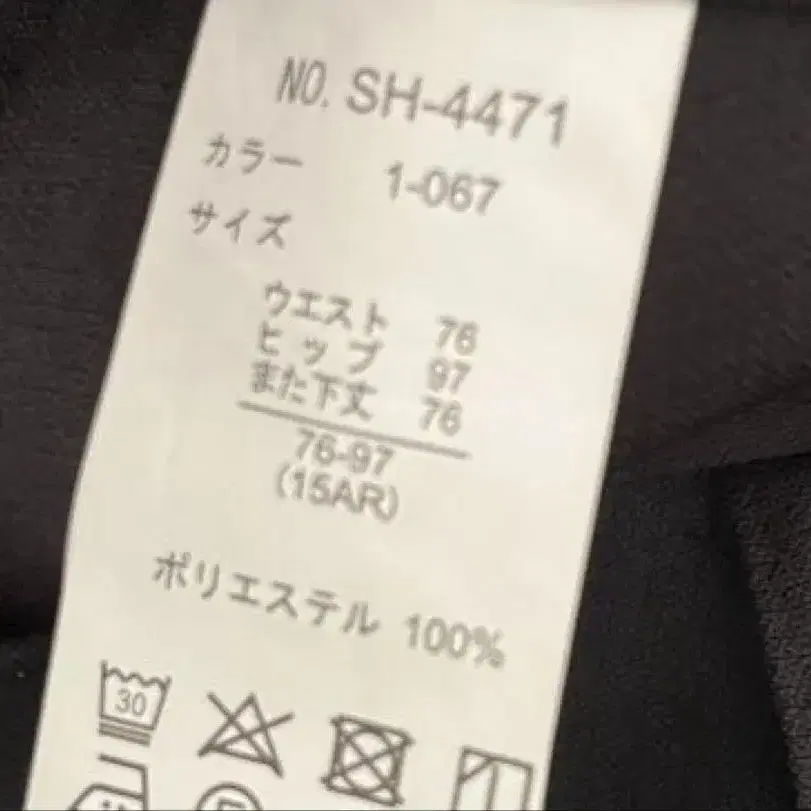 NO. SH-4471
カラー 1-067
サイズ
ウエスト 76
ヒップ 97
また下丈 76
76-97
(15AR)
ポリエステル 100%
30